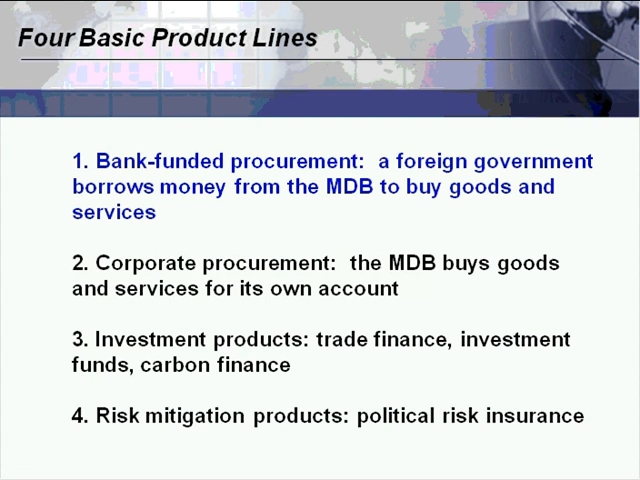 Four Basic Product Lines
1. Bank-funded procurement:  a foreign government
borrows money from the MDB to buy goods and
services
2. Corporate procurement:  the MDB buys goods
and services for its own account
3. Investment products: trade finance, investment
funds, carbon finance
4. Risk mitigation products: political risk insurance